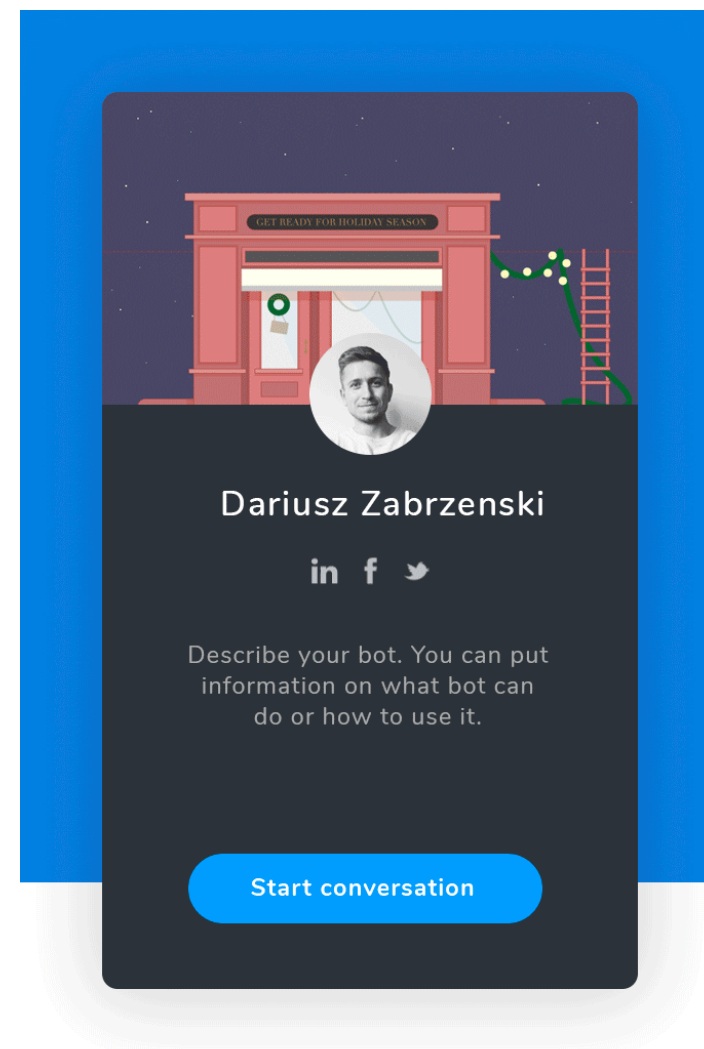 GET READY FOR HOLIDAY SEASON
Dariusz Zabrzenski
in f
Describe your bot. You can put
information on what bot can
do or how to use it.
Start conversation